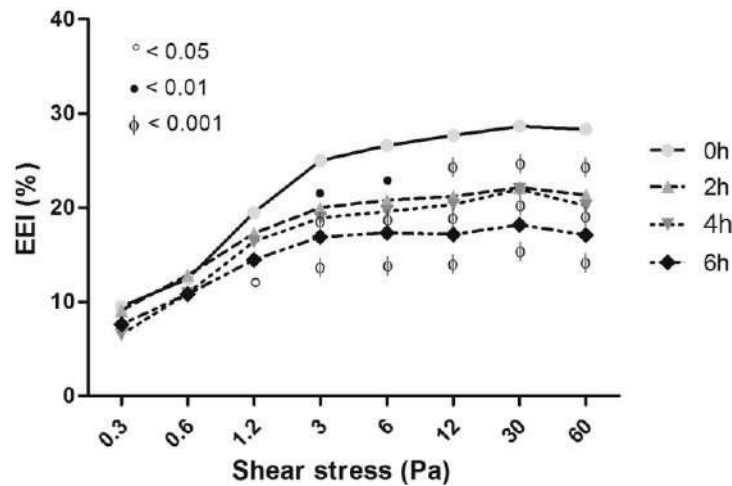 40
30
20
10
0
EEI (%)
○ < 0.05
● < 0.01
ϕ < 0.001
0h
2h
4h
6h
0.3 0.6 1.2 3 6 12 30 60
Shear stress (Pa)